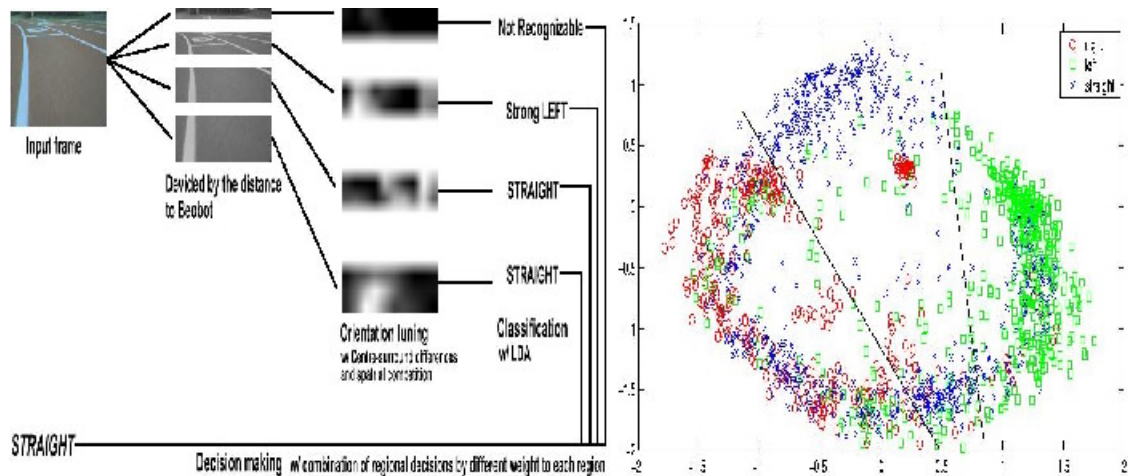 Input frame
Devided by the distance
to Beobot
Orientation tuning
w Centre-surround differences
and spatial competition
Not Recognizable
Strong LEFT
STRAIGHT
STRAIGHT
Classification
w/ LDA
STRAIGHT
Decision making w/ combination of regional decisions by different weight to each region
left
straight
1.5
1
0.5
-0.5
-1
-1.5
-2
-2
-1
-0.5
0
0.5
1
1.5
2